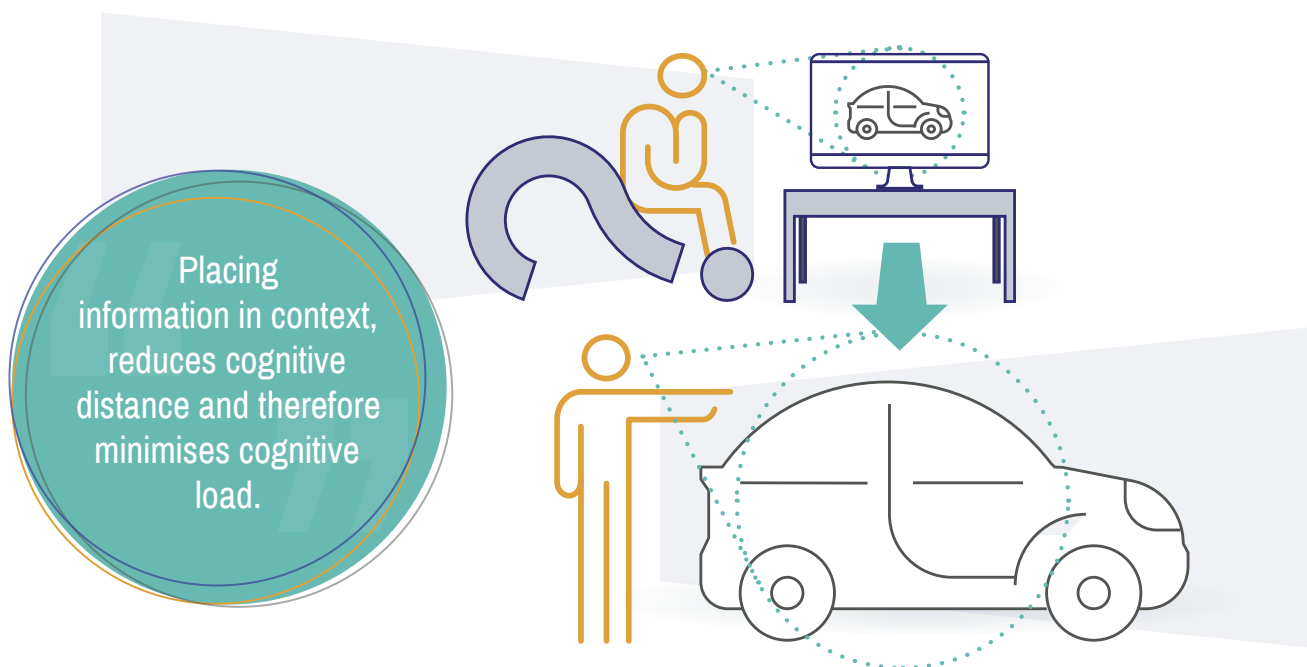 Placing
information in context,
reduces cognitive
distance and therefore
minimises cognitive
load.